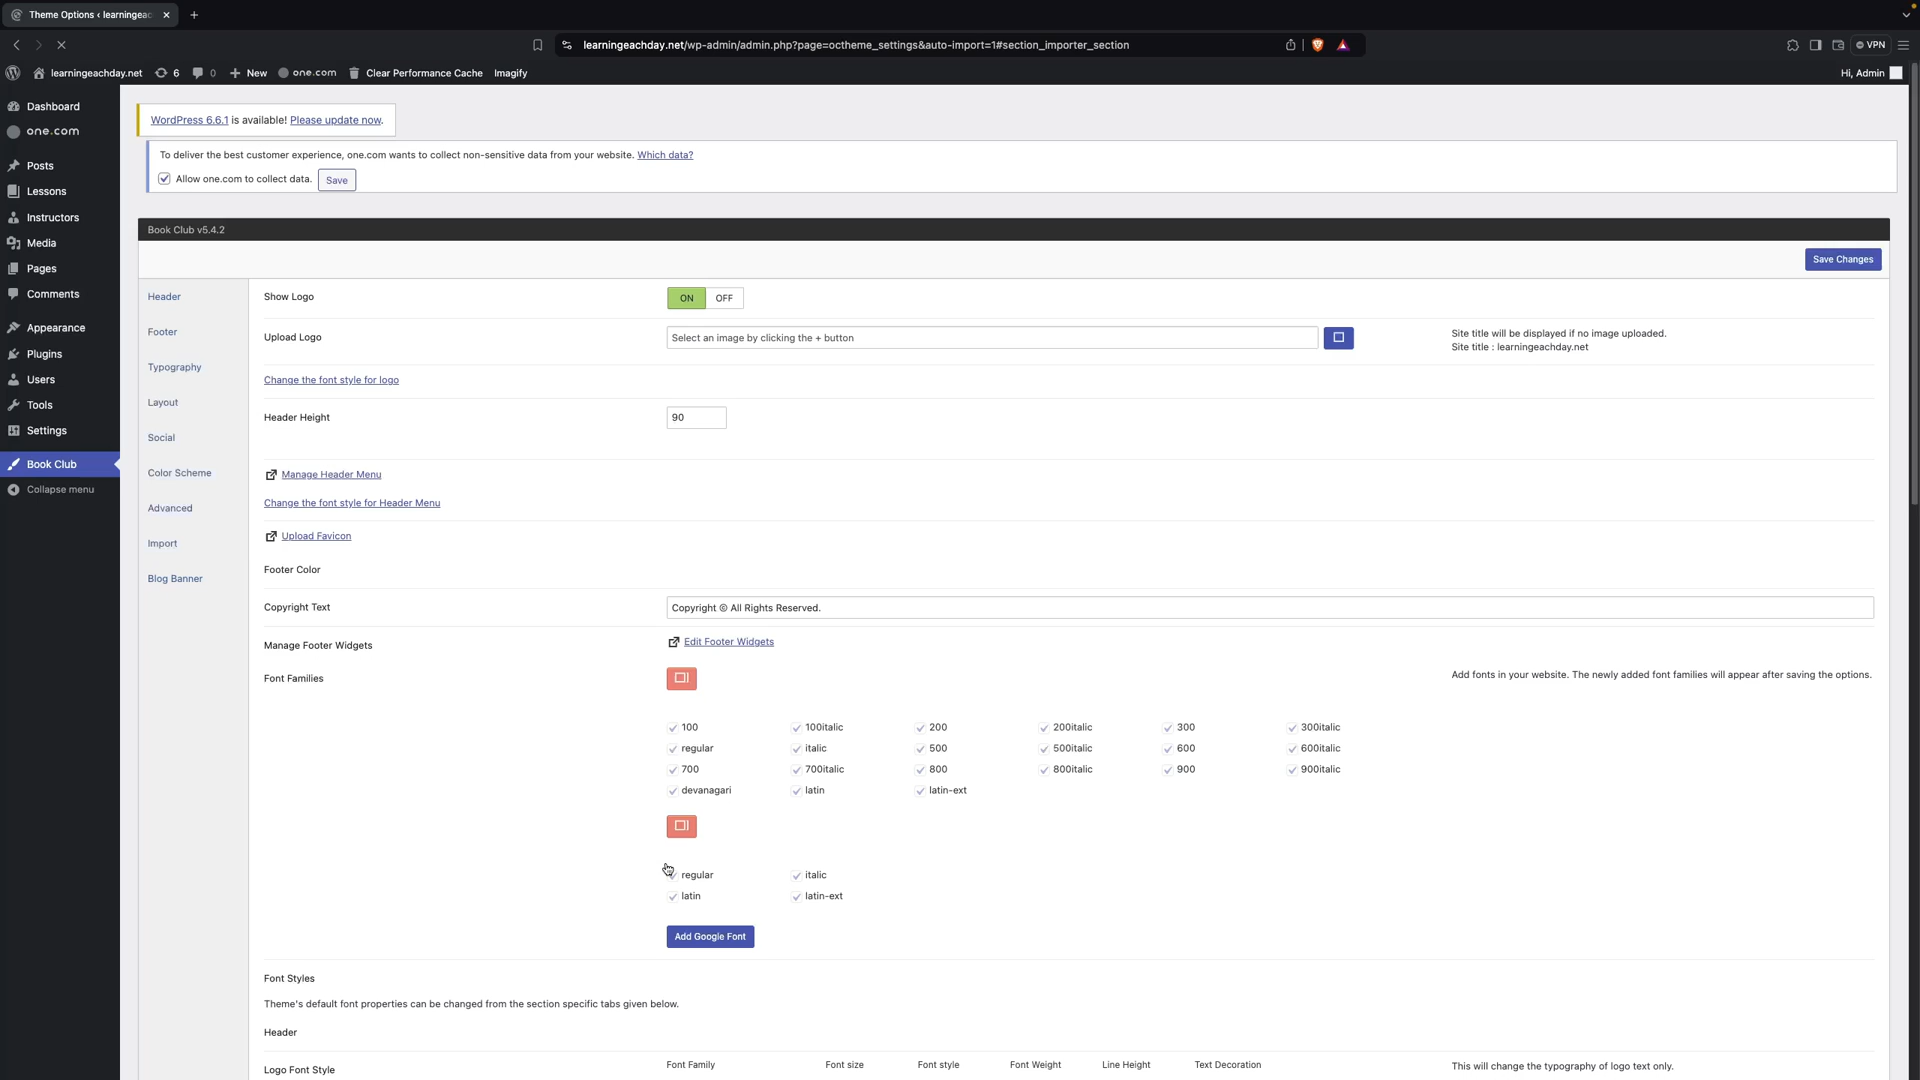 Theme Options ‹ learningeac
learningeachday.net/wp-admin/admin.php?page=octheme_settings&auto-import=1#section_importer_section
VPN
learningeachday.net 6 0 New one.com Clear Performance Cache Imagify Hi, Admin
Dashboard
one.com
Posts
Lessons
Instructors
Media
Pages
Comments
Appearance
Plugins
Users
Tools
Settings
Book Club
Collapse menu
WordPress 6.6.1 is available! Please update now.
To deliver the best customer experience, one.com wants to collect non-sensitive data from your website. Which data?
Allow one.com to collect data. Save
Book Club v5.4.2
Save Changes
Header
Footer
Typography
Layout
Social
Color Scheme
Advanced
Import
Blog Banner
Show Logo ON OFF
Upload Logo Select an image by clicking the + button Site title will be displayed if no image uploaded.
Site title : learningeachday.net
Change the font style for logo
Header Height 90
Manage Header Menu
Change the font style for Header Menu
Upload Favicon
Footer Color
Copyright Text Copyright © All Rights Reserved.
Manage Footer Widgets Edit Footer Widgets
Font Families Add fonts in your website. The newly added font families will appear after saving the options.
100 100italic 200 200italic 300 300italic
regular italic 500 500italic 600 600italic
700 700italic 800 800italic 900 900italic
devanagari latin latin-ext
regular italic
latin latin-ext
Add Google Font
Font Styles
Theme's default font properties can be changed from the section specific tabs given below.
Header
Logo Font Style Font Family Font size Font style Font Weight Line Height Text Decoration This will change the typography of logo text only.